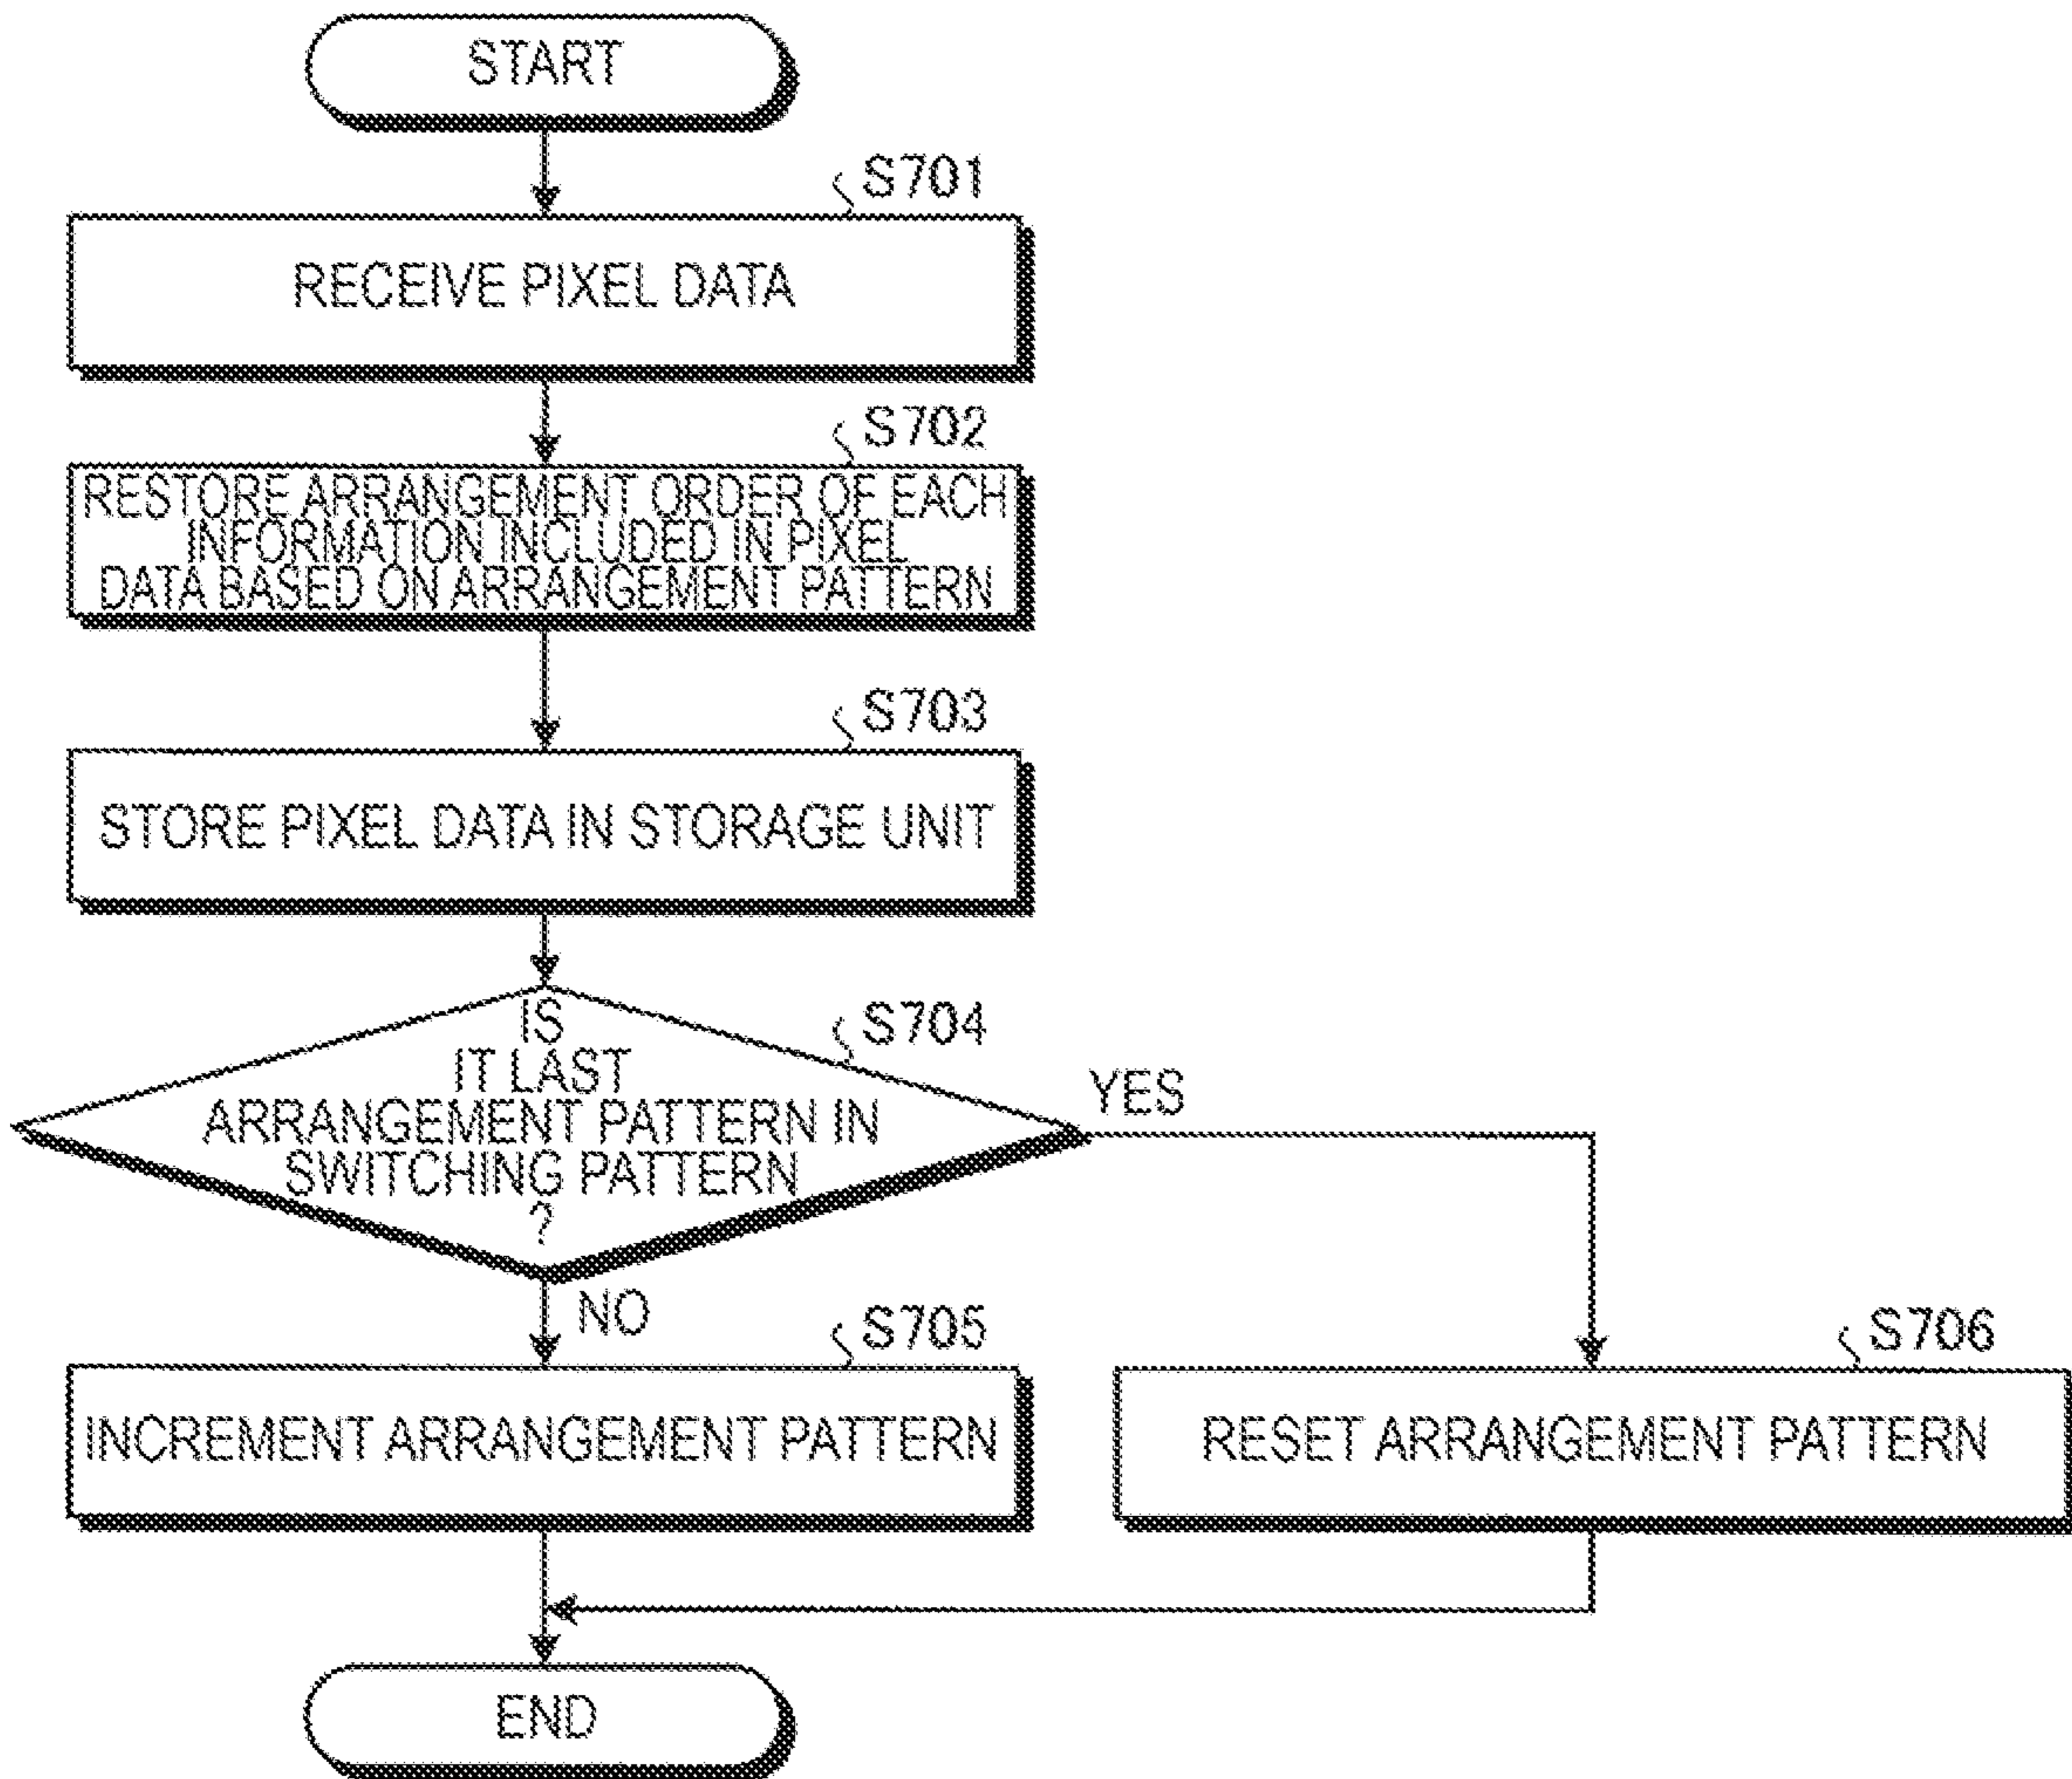 START
S701
RECEIVE PIXEL DATA
S702
RESTORE ARRANGEMENT ORDER OF EACH
INFORMATION INCLUDED IN PIXEL
DATA BASED ON ARRANGEMENT PATTERN
S703
STORE PIXEL DATA IN STORAGE UNIT
S704
IS
IT LAST
ARRANGEMENT PATTERN IN
SWITCHING PATTERN
?
YES
NO
S705
INCREMENT ARRANGEMENT PATTERN
S706
RESET ARRANGEMENT PATTERN
END